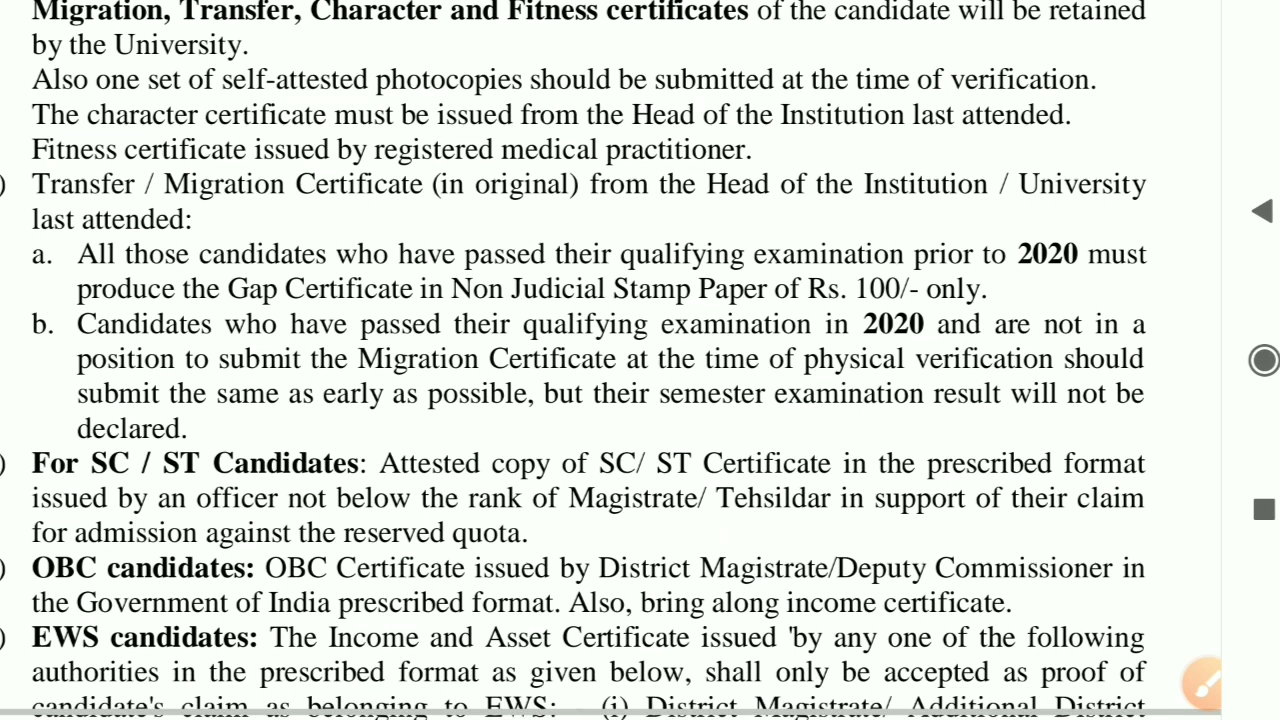 Migration, Transfer, Character and Fitness certificates of the candidate will be retained
by the University.
Also one set of self-attested photocopies should be submitted at the time of verification.
The character certificate must be issued from the Head of the Institution last attended.
Fitness certificate issued by registered medical practitioner.
) Transfer / Migration Certificate (in original) from the Head of the Institution / University
last attended:
a. All those candidates who have passed their qualifying examination prior to 2020 must
produce the Gap Certificate in Non Judicial Stamp Paper of Rs. 100/- only.
b. Candidates who have passed their qualifying examination in 2020 and are not in a
position to submit the Migration Certificate at the time of physical verification should
submit the same as early as possible, but their semester examination result will not be
declared.
) For SC / ST Candidates: Attested copy of SC/ ST Certificate in the prescribed format
issued by an officer not below the rank of Magistrate/ Tehsildar in support of their claim
for admission against the reserved quota.
) OBC candidates: OBC Certificate issued by District Magistrate/Deputy Commissioner in
the Government of India prescribed format. Also, bring along income certificate.
) EWS candidates: The Income and Asset Certificate issued 'by any one of the following
authorities in the prescribed format as given below, shall only be accepted as proof of
candidate's claim as belonging to EWS: (i) District Magistrate/ Additional District